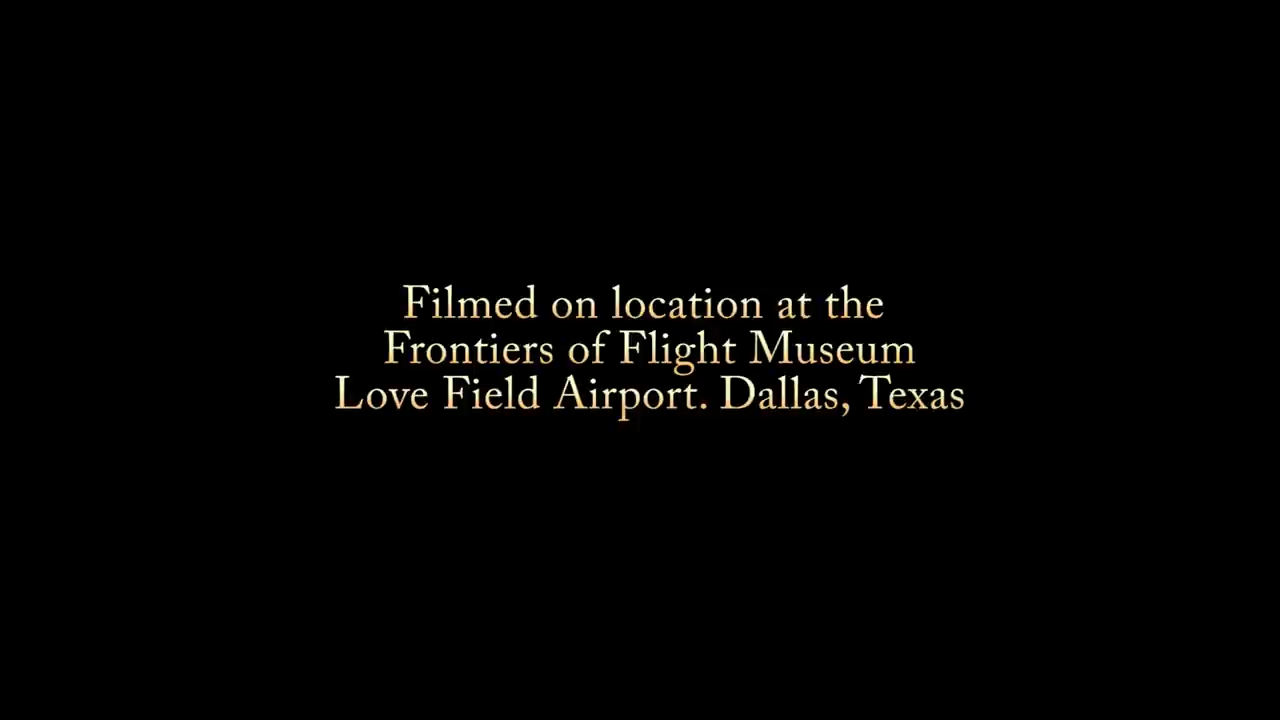 Filmed on location at the
Frontiers of Flight Museum
Love Field Airport. Dallas, Texas